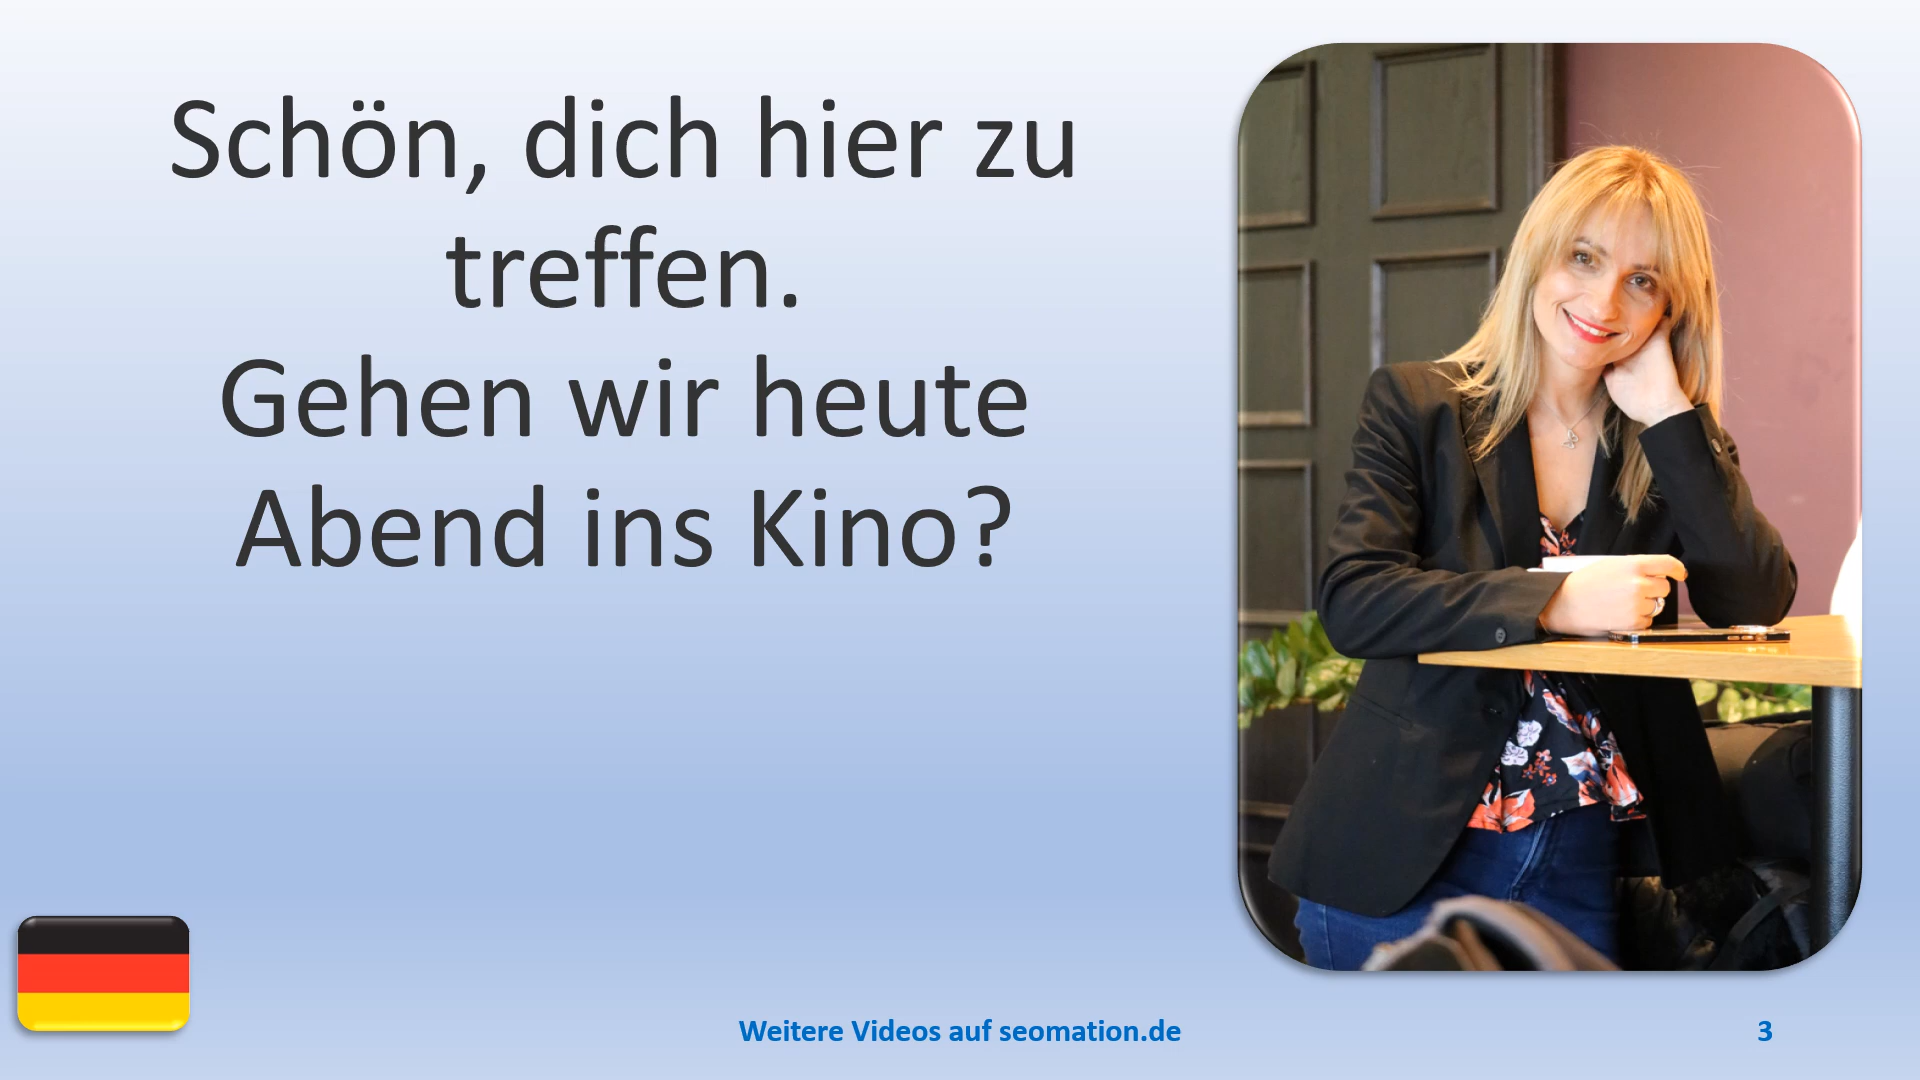 Schön, dich hier zu
treffen.
Gehen wir heute
Abend ins Kino?
Weitere Videos auf seomation.de
3